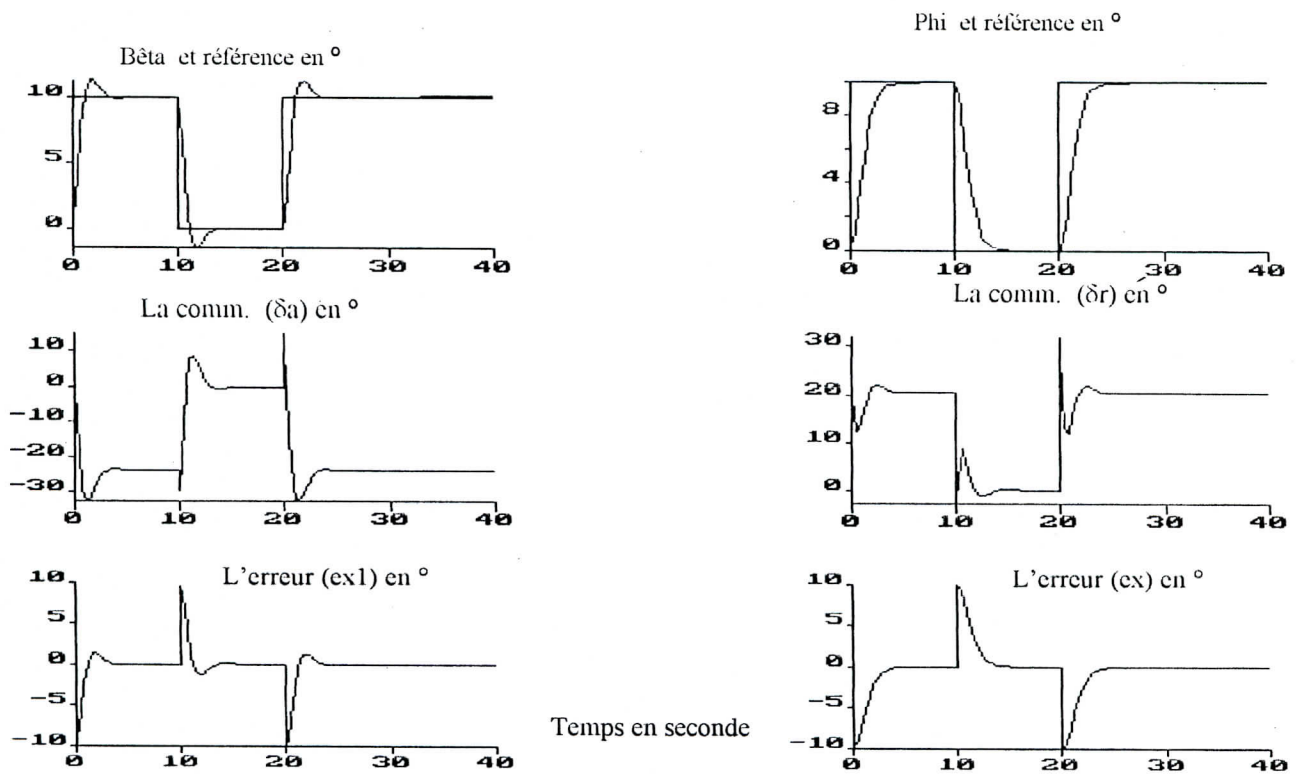 Bêta et référence en °
10
5
0
0 10 20 30 40
Phi et référence en °
8
4
0
0 10 20 30 40
La comm. (δa) en °
10
0
-10
-20
-30
0 10 20 30 40
La comm. (δr) en °
30
20
10
0
0 10 20 30 40
L'erreur (ex1) en °
10
5
0
-5
-10
0 10 20 30 40
L'erreur (ex) en °
10
5
0
-5
-10
0 10 20 30 40
Temps en seconde